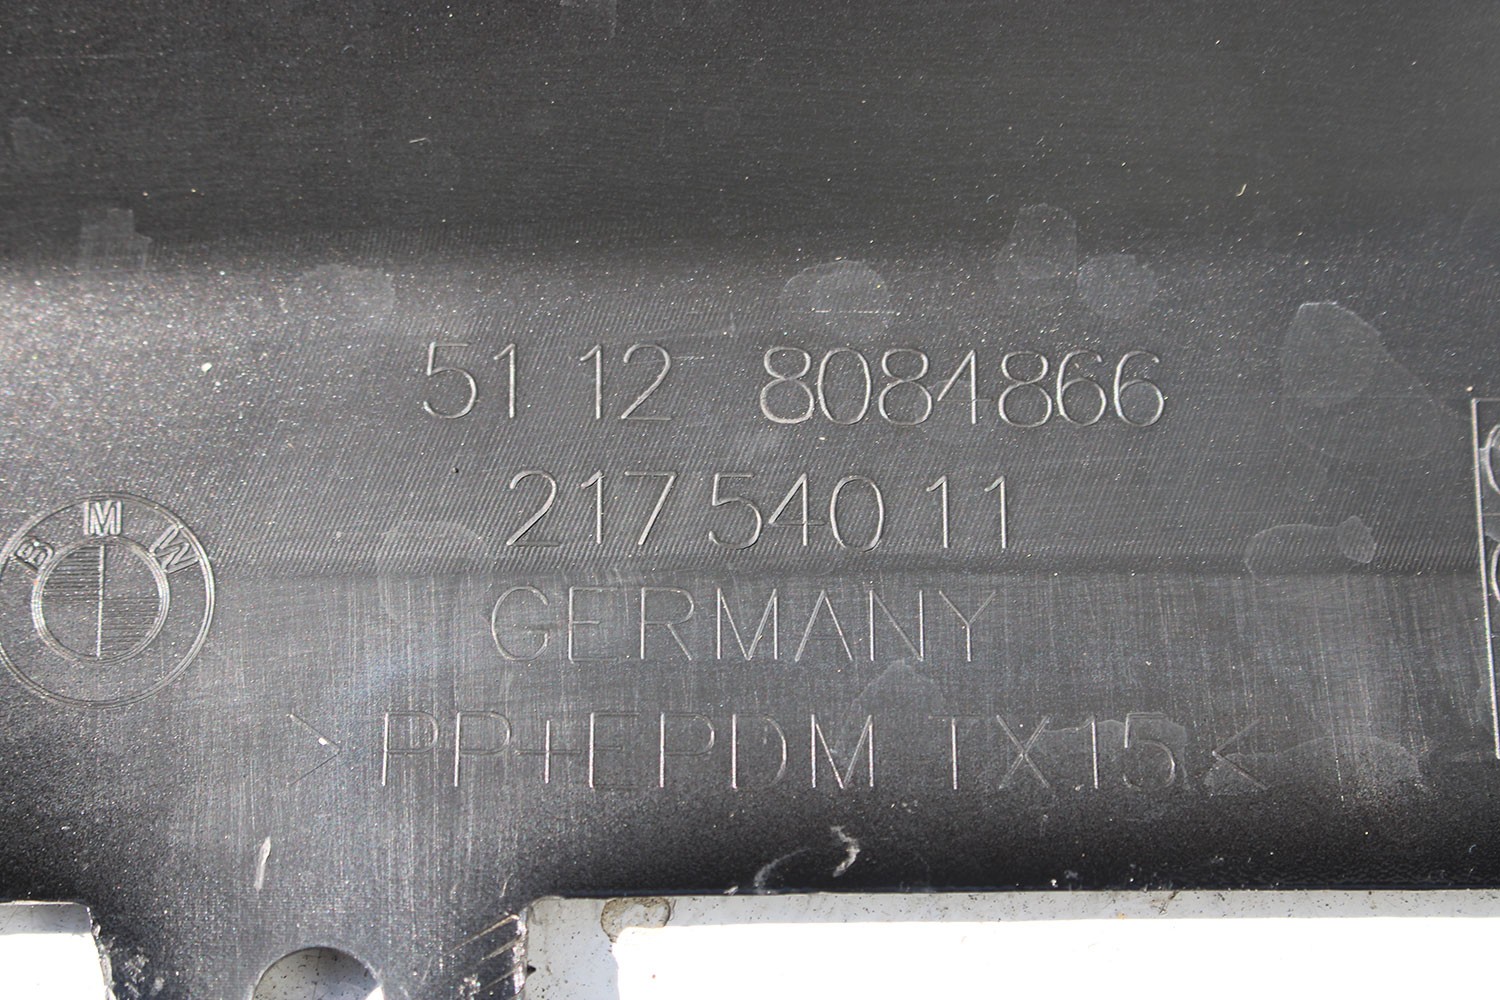 51 12 8084866
217 540 11
BMW
GERMANY
>PP+EPDM TX15<